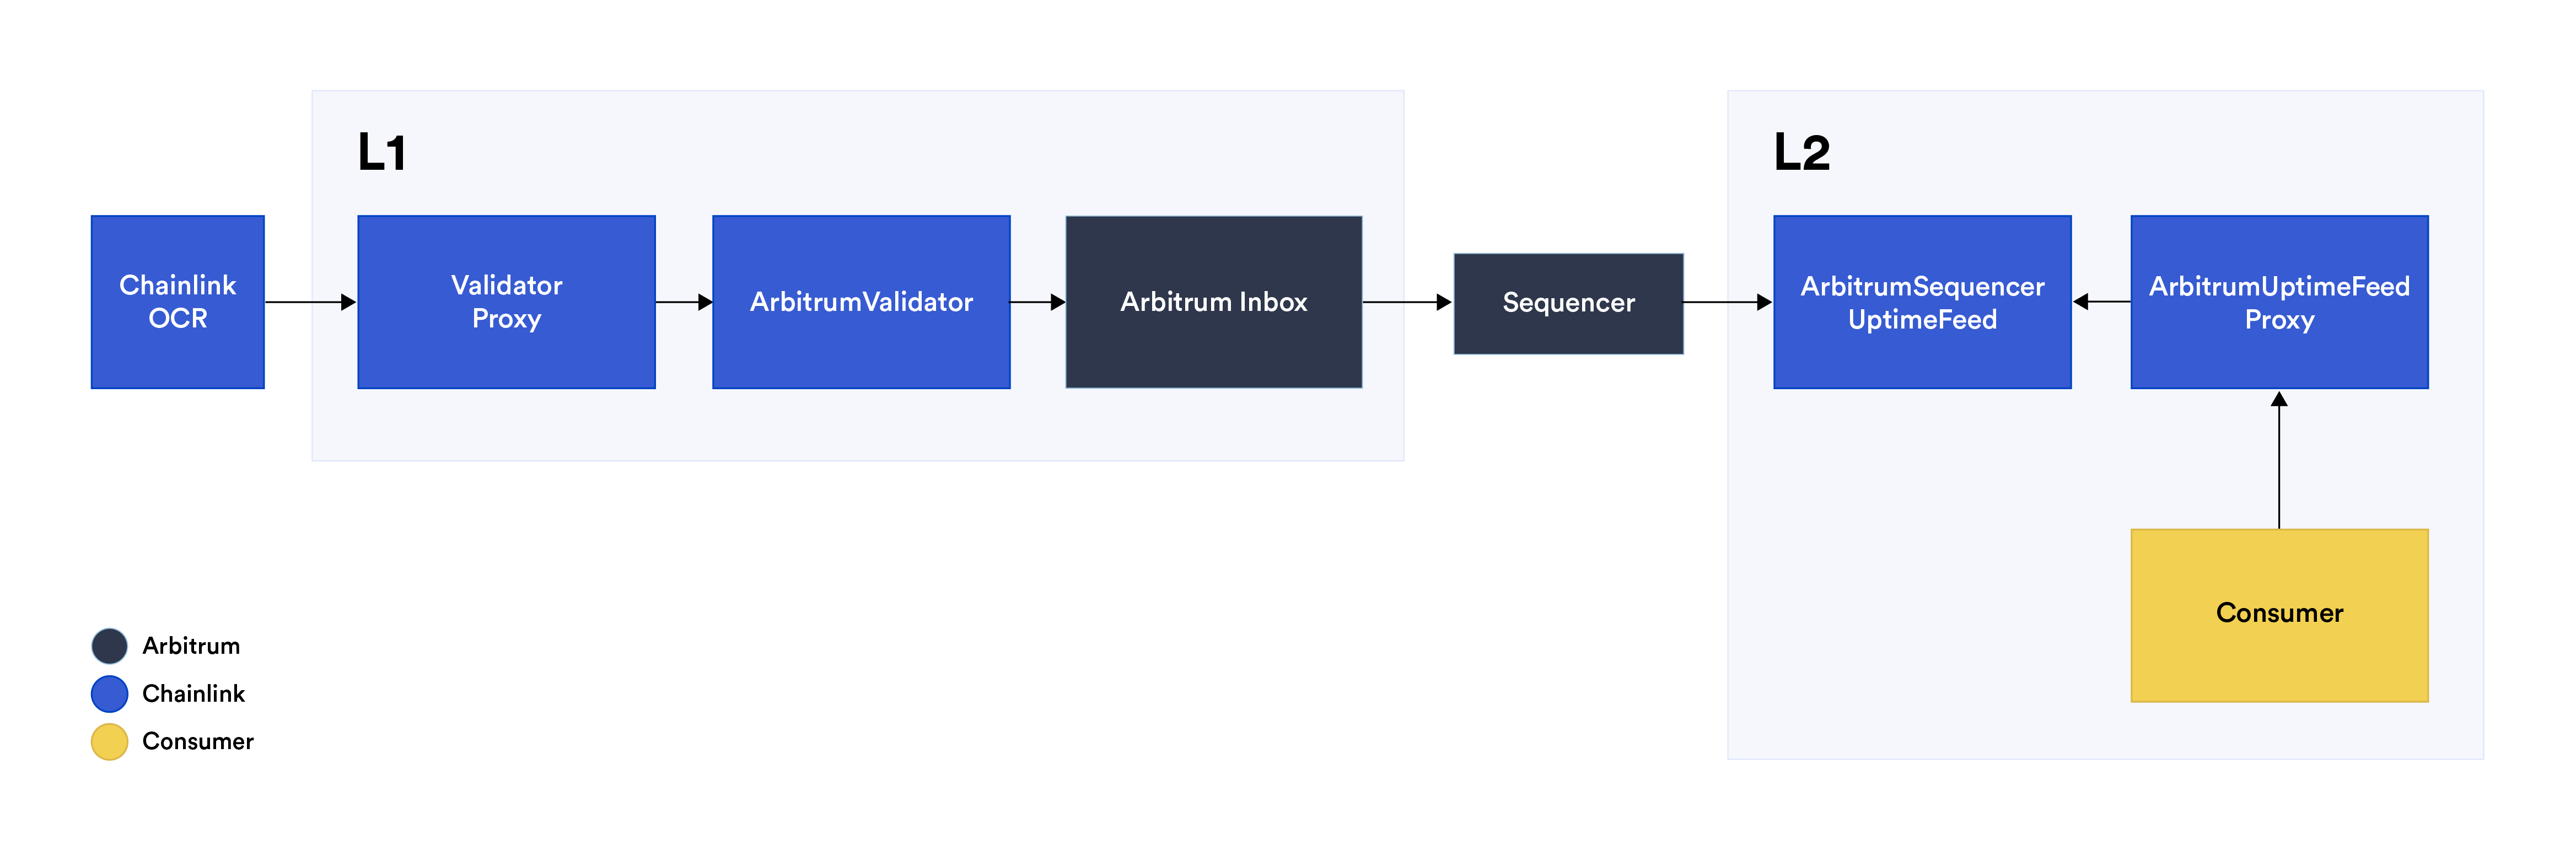 L1
L2
Chainlink
OCR
Validator
Proxy
ArbitrumValidator
Arbitrum Inbox
Sequencer
ArbitrumSequencer
UptimeFeed
ArbitrumUptimeFeed
Proxy
Consumer
Arbitrum
Chainlink
Consumer